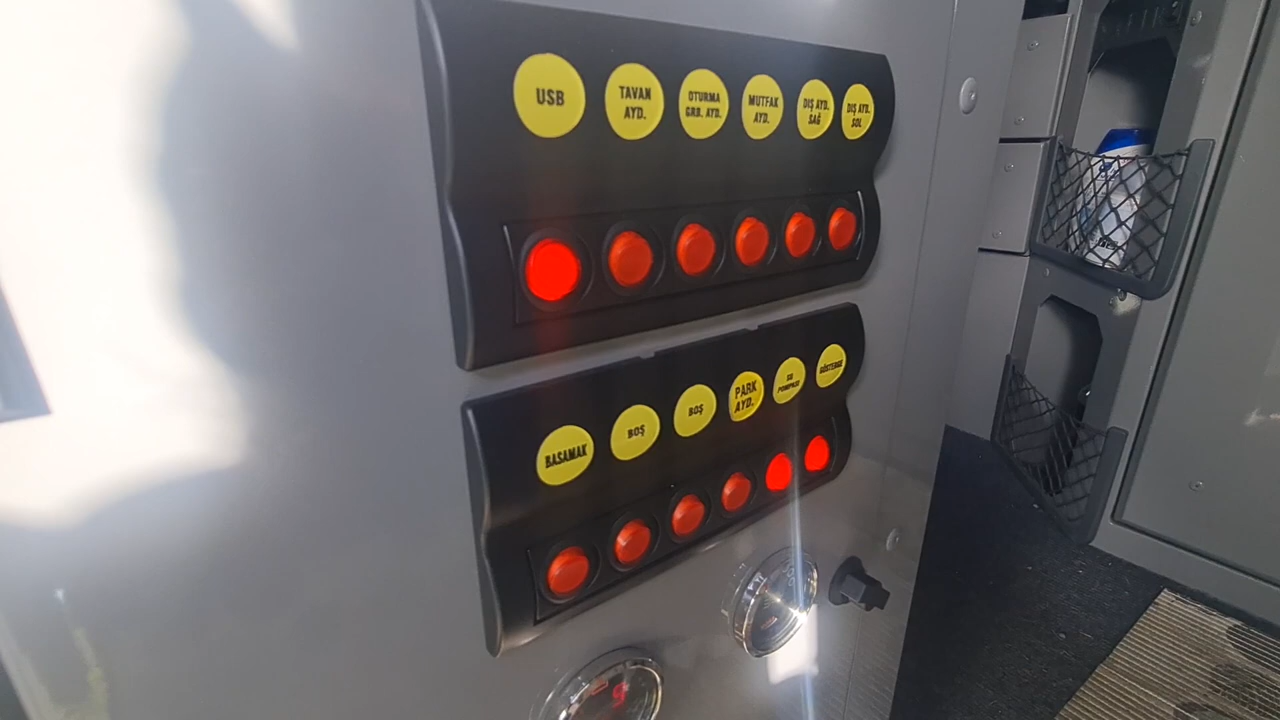 USB
TAVAN
AYD.
OTURMA
GRB. AYD.
MUTFAK
AYD.
DIŞ AYD.
SAĞ
DIŞ AYD.
SOL
BASAMAK
BOŞ
BOŞ
PARK
AYD.
SU
POMPASI
GÖSTERGE